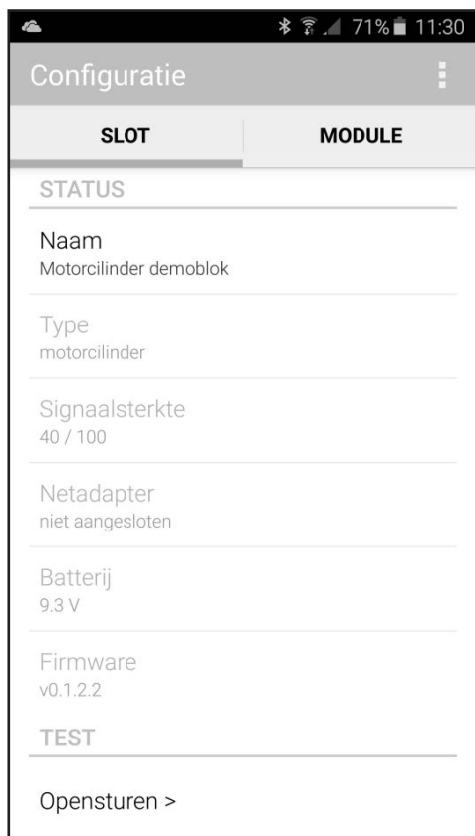 71% 11:30
Configuratie
SLOT MODULE
STATUS
Naam
Motorcilinder demoblok
Type
motorcilinder
Signaalsterkte
40 / 100
Netadapter
niet aangesloten
Batterij
9.3 V
Firmware
v0.1.2.2
TEST
Opensturen >